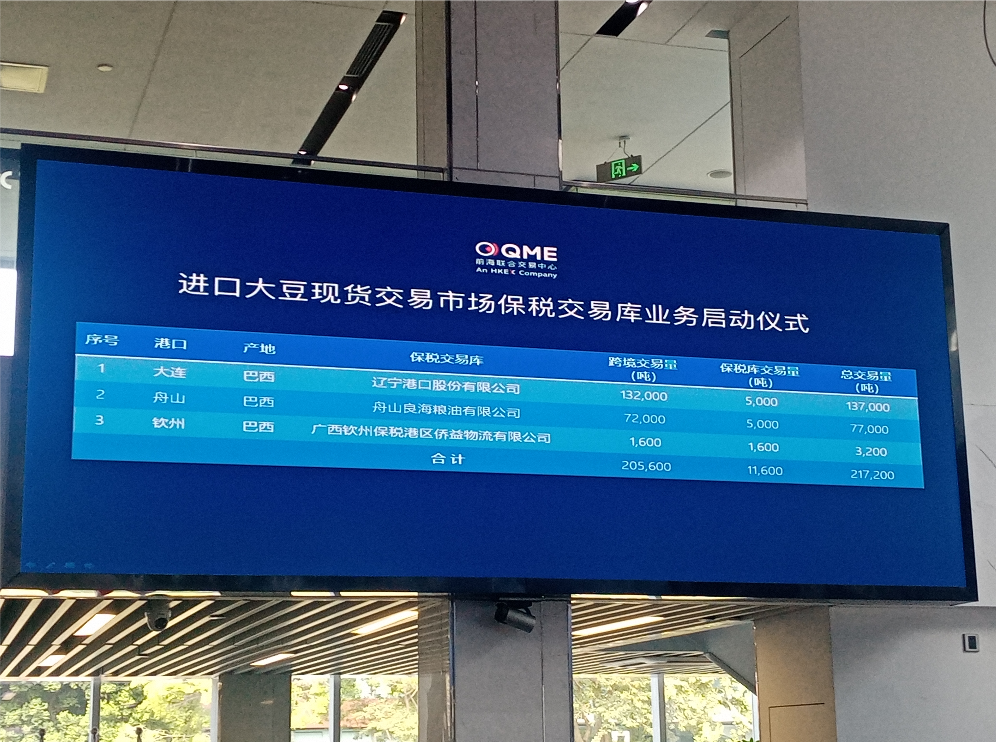 QME
前海联合交易中心
An HKEX Company
进口大豆现货交易市场保税交易库业务启动仪式
序号 港口 产地 保税交易库 跨境交易量(吨) 保税库交易量(吨) 总交易量(吨)
1 大连 巴西 辽宁港口股份有限公司 132,000 5,000 137,000
2 舟山 巴西 舟山良海粮油有限公司 72,000 5,000 77,000
3 钦州 巴西 广西钦州保税港区侨益物流有限公司 1,600 1,600 3,200
合计 205,600 11,600 217,200